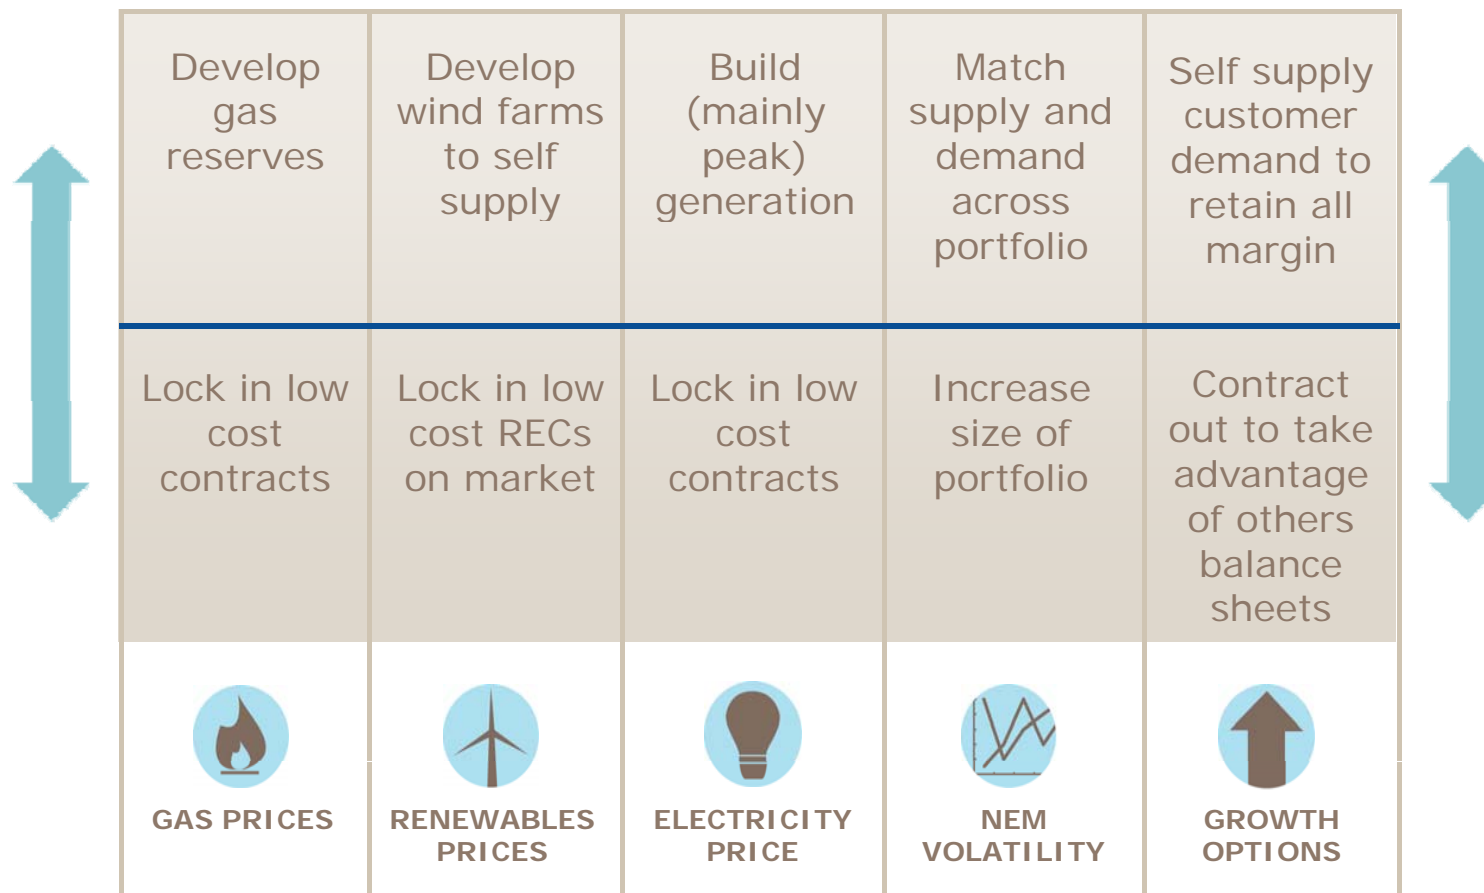 Develop
gas
reserves
Develop
wind farms
to self
supply
Build
(mainly
peak)
generation
Match
supply and
demand
across
portfolio
Self supply
customer
demand to
retain all
margin
Lock in low
cost
contracts
Lock in low
cost RECs
on market
Lock in low
cost
contracts
Increase
size of
portfolio
Contract
out to take
advantage
of others
balance
sheets
GAS PRICES
RENEWABLES
PRICES
ELECTRICITY
PRICE
NEM
VOLATILITY
GROWTH
OPTIONS